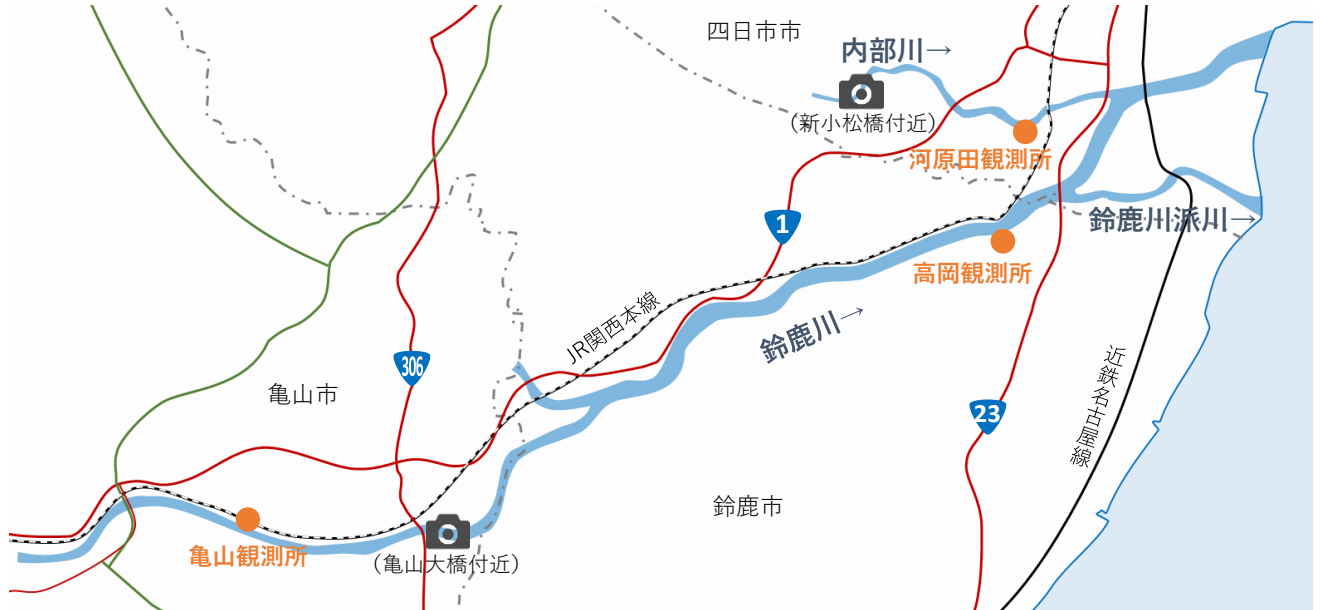 四日市市
内部川→
(新小松橋付近)
河原田観測所
鈴鹿川派川→
1
高岡観測所
JR関西本線
鈴鹿川→
306
亀山市
近鉄名古屋線
23
鈴鹿市
亀山観測所
(亀山大橋付近)